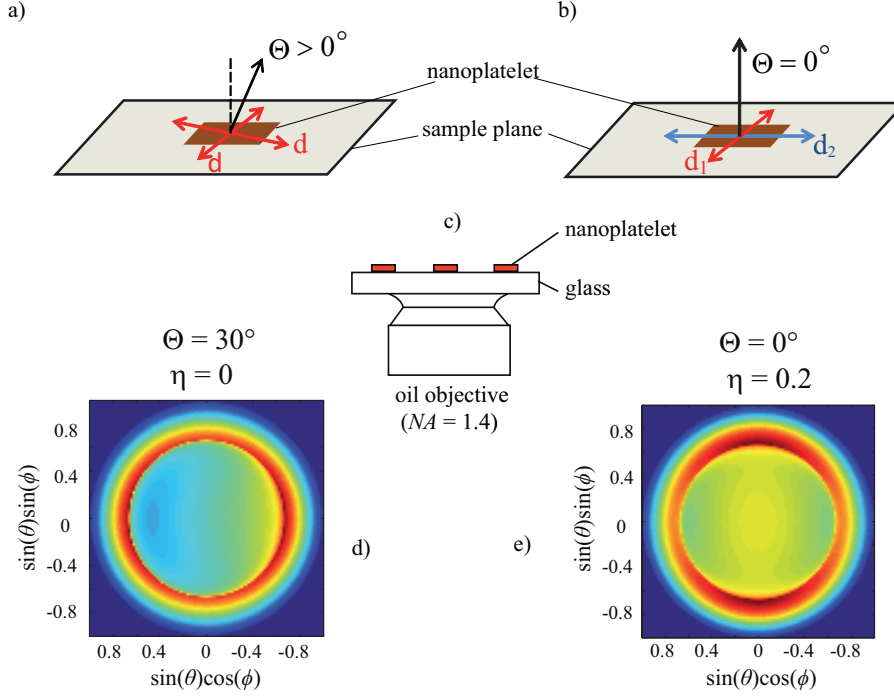 a)
Θ > 0°
nanoplatelet
sample plane
d
d
b)
Θ = 0°
d₁
d₂
c)
nanoplatelet
glass
oil objective
(NA = 1.4)
Θ = 30°
η = 0
sin(θ)sin(ϕ)
0.8
0.4
0
-0.4
-0.8
0.8 0.4 0 -0.4 -0.8
sin(θ)cos(ϕ)
d)
e)
Θ = 0°
η = 0.2
sin(θ)sin(ϕ)
0.8
0.4
0
-0.4
-0.8
0.8 0.4 0 -0.4 -0.8
sin(θ)cos(ϕ)